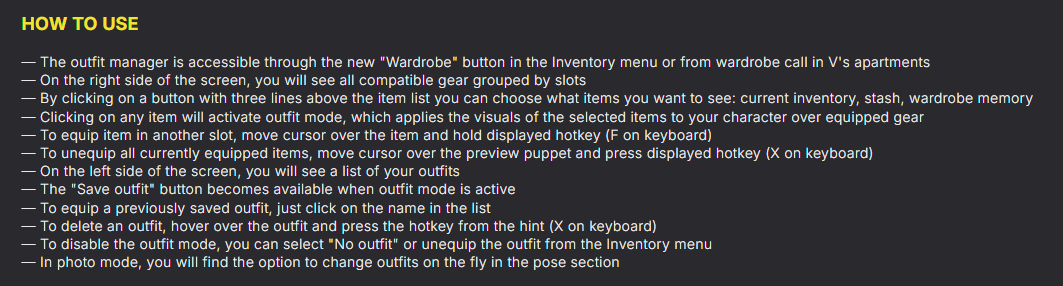 HOW TO USE
— The outfit manager is accessible through the new "Wardrobe" button in the Inventory menu or from wardrobe call in V's apartments
— On the right side of the screen, you will see all compatible gear grouped by slots
— By clicking on a button with three lines above the item list you can choose what items you want to see: current inventory, stash, wardrobe memory
— Clicking on any item will activate outfit mode, which applies the visuals of the selected items to your character over equipped gear
— To equip item in another slot, move cursor over the item and hold displayed hotkey (F on keyboard)
— To unequip all currently equipped items, move cursor over the preview puppet and press displayed hotkey (X on keyboard)
— On the left side of the screen, you will see a list of your outfits
— The "Save outfit" button becomes available when outfit mode is active
— To equip a previously saved outfit, just click on the name in the list
— To delete an outfit, hover over the outfit and press the hotkey from the hint (X on keyboard)
— To disable the outfit mode, you can select "No outfit" or unequip the outfit from the Inventory menu
— In photo mode, you will find the option to change outfits on the fly in the pose section